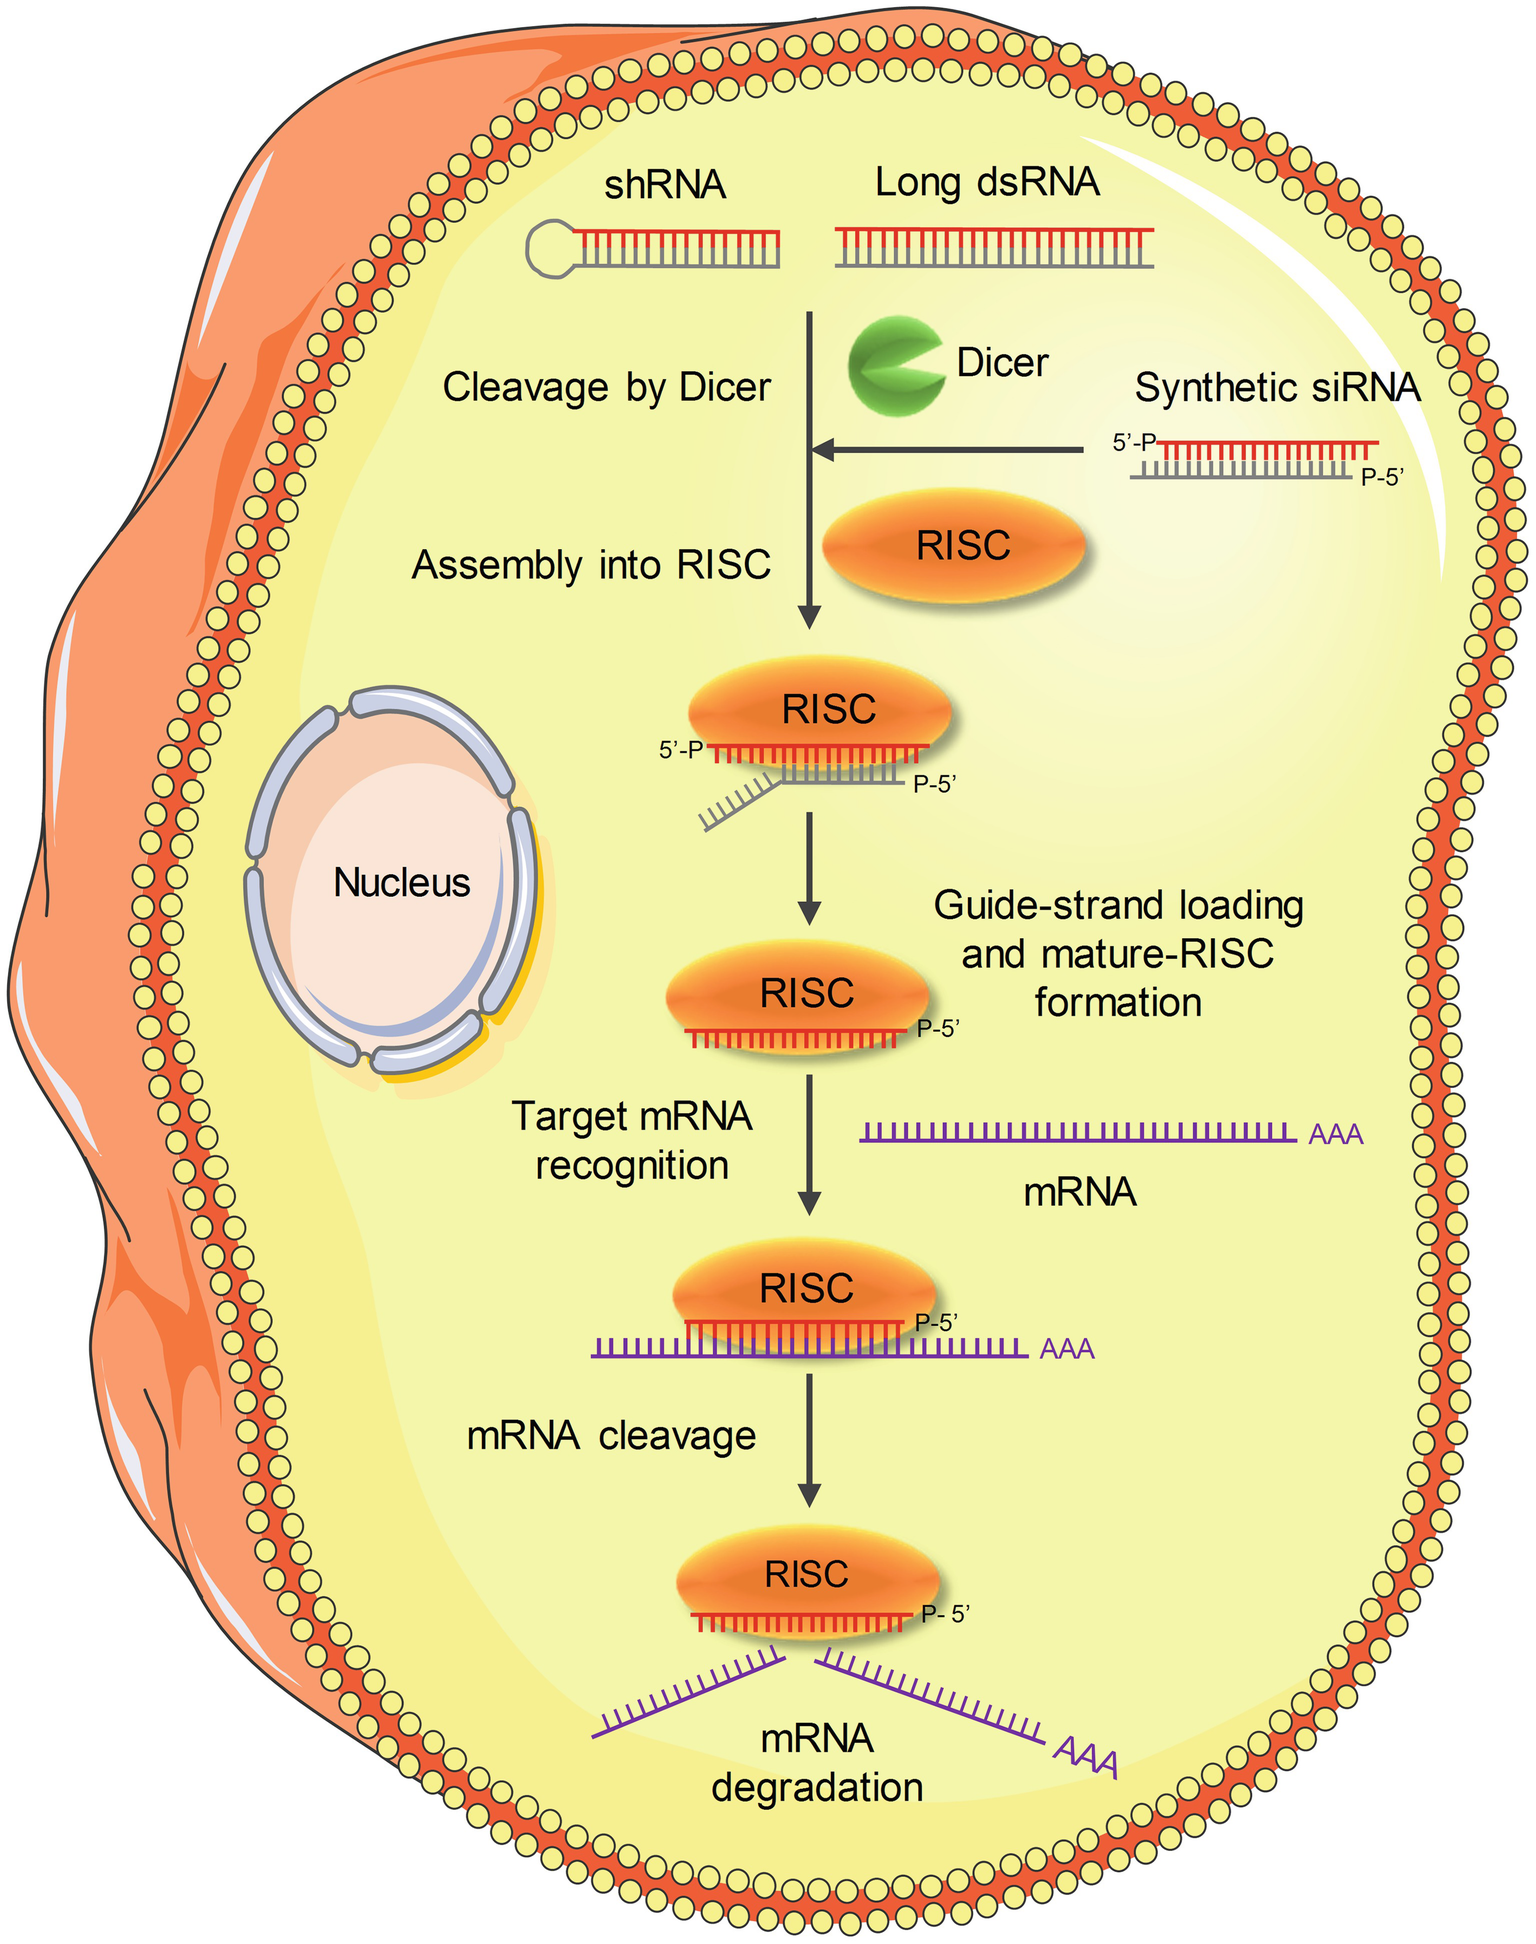 shRNA
Long dsRNA
Cleavage by Dicer
Dicer
Synthetic siRNA
5’-P
P-5’
RISC
Assembly into RISC
RISC
5’-P
P-5’
Nucleus
Guide-strand loading
and mature-RISC
formation
RISC
P-5’
Target mRNA
recognition
AAA
mRNA
RISC
P-5’
AAA
mRNA cleavage
RISC
P- 5’
mRNA
degradation
AAA